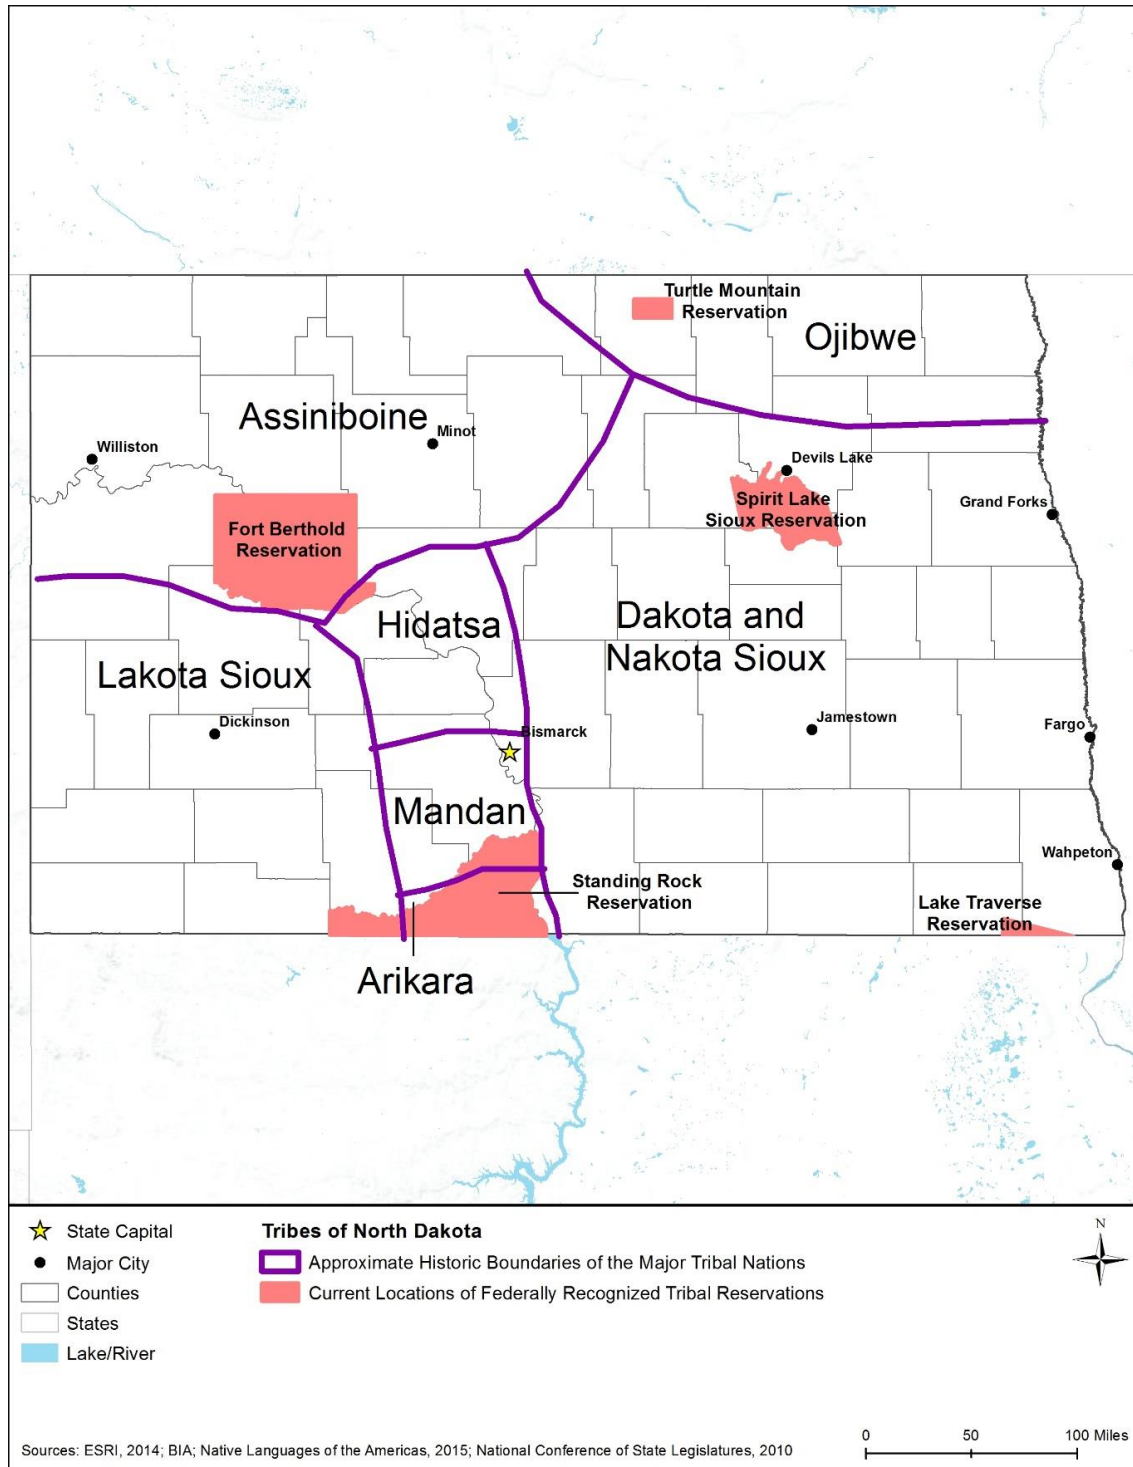 Turtle Mountain
Reservation
Ojibwe
Assiniboine
Minot
Williston
Devils Lake
Spirit Lake
Sioux Reservation
Grand Forks
Fort Berthold
Reservation
Hidatsa
Dakota and
Nakota Sioux
Lakota Sioux
Dickinson
Bismarck
Jamestown
Fargo
Mandan
Wahpeton
Standing Rock
Reservation
Lake Traverse
Reservation
Arikara
State Capital
Major City
Counties
States
Lake/River
Tribes of North Dakota
Approximate Historic Boundaries of the Major Tribal Nations
Current Locations of Federally Recognized Tribal Reservations
N
Sources: ESRI, 2014; BIA; Native Languages of the Americas, 2015; National Conference of State Legislatures, 2010
0 50 100 Miles